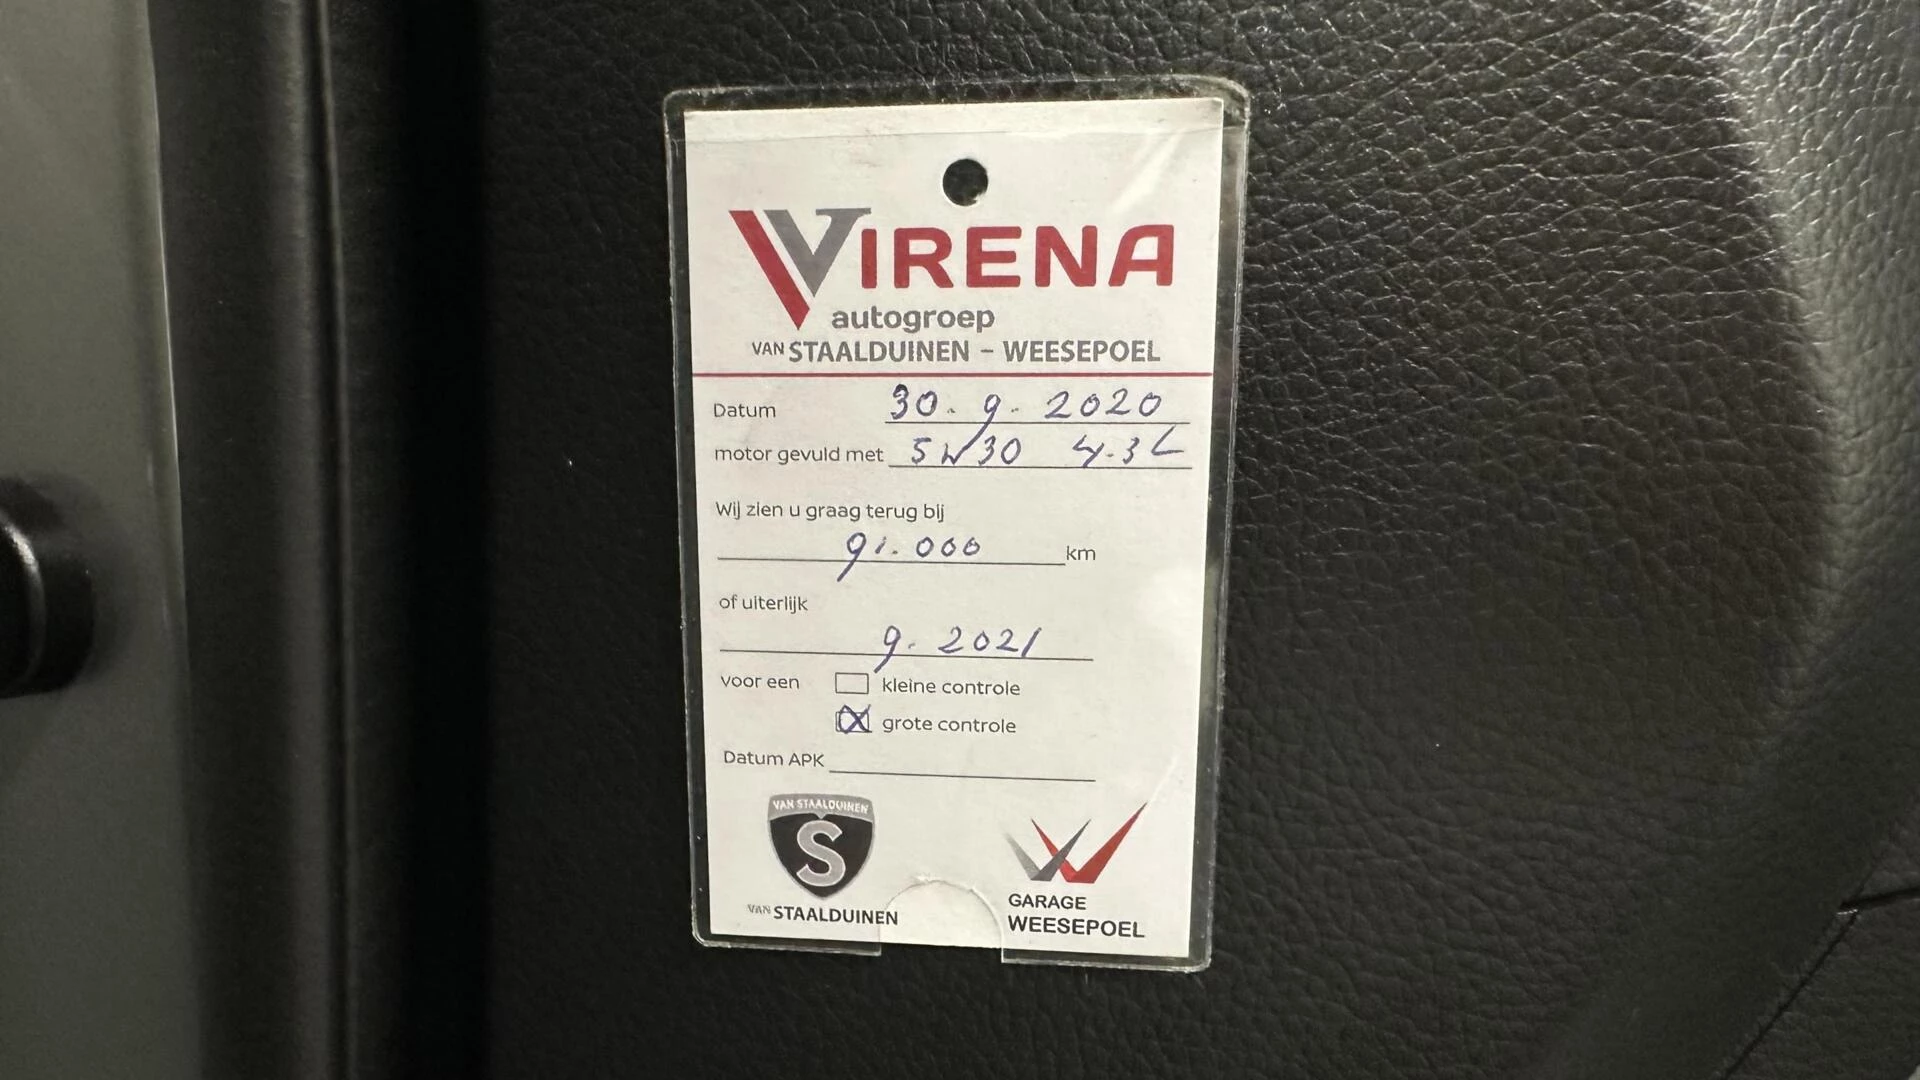 VIRENA
autogroep
VAN STAALDUINEN - WEESEPOEL
Datum 30. 9. 2020
motor gevuld met 5W30 4.3L
Wij zien u graag terug bij
91.000 km
of uiterlijk
9. 2021
voor een kleine controle
grote controle
Datum APK
VAN STAALDUINEN
S
VAN STAALDUINEN
GARAGE
WEESEPOEL